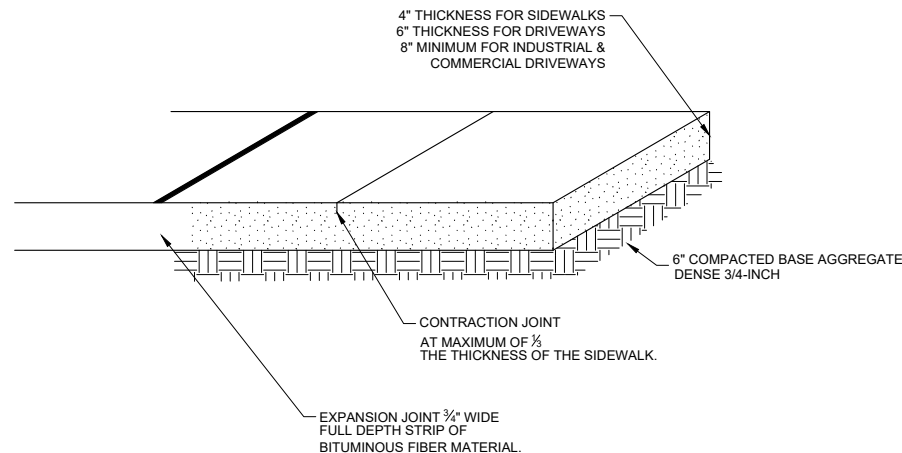 4" THICKNESS FOR SIDEWALKS
6" THICKNESS FOR DRIVEWAYS
8" MINIMUM FOR INDUSTRIAL &
COMMERCIAL DRIVEWAYS
6" COMPACTED BASE AGGREGATE
DENSE 3/4-INCH
CONTRACTION JOINT
AT MAXIMUM OF ⅓
THE THICKNESS OF THE SIDEWALK.
EXPANSION JOINT ¾" WIDE
FULL DEPTH STRIP OF
BITUMINOUS FIBER MATERIAL.